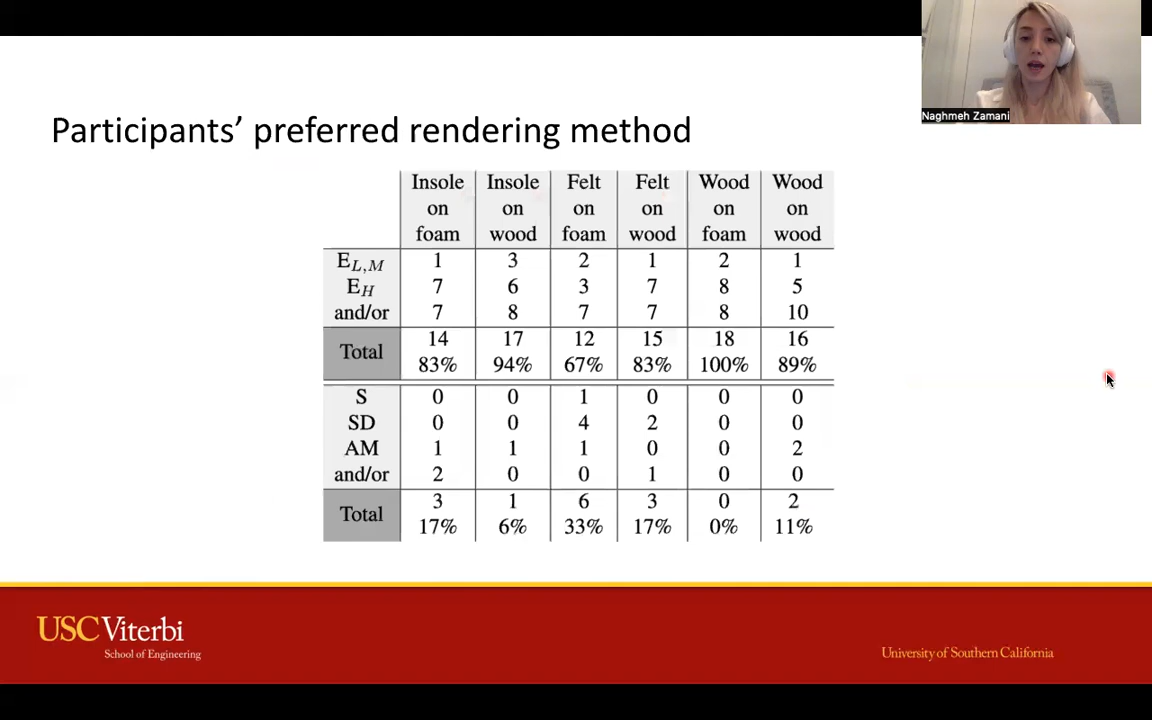 Naghmeh Zamani
Participants’ preferred rendering method
Insole on foam | Insole on wood | Felt on foam | Felt on wood | Wood on foam | Wood on wood
E_{L,M} 1 3 2 1 2 1
E_H 7 6 3 7 8 5
and/or 7 8 7 7 8 10
Total 14 17 12 15 18 16
83% 94% 67% 83% 100% 89%
S 0 0 1 0 0 0
SD 0 0 4 2 0 0
AM 1 1 1 0 0 2
and/or 2 0 0 1 0 0
Total 3 1 6 3 0 2
17% 6% 33% 17% 0% 11%
USC Viterbi
School of Engineering
University of Southern California